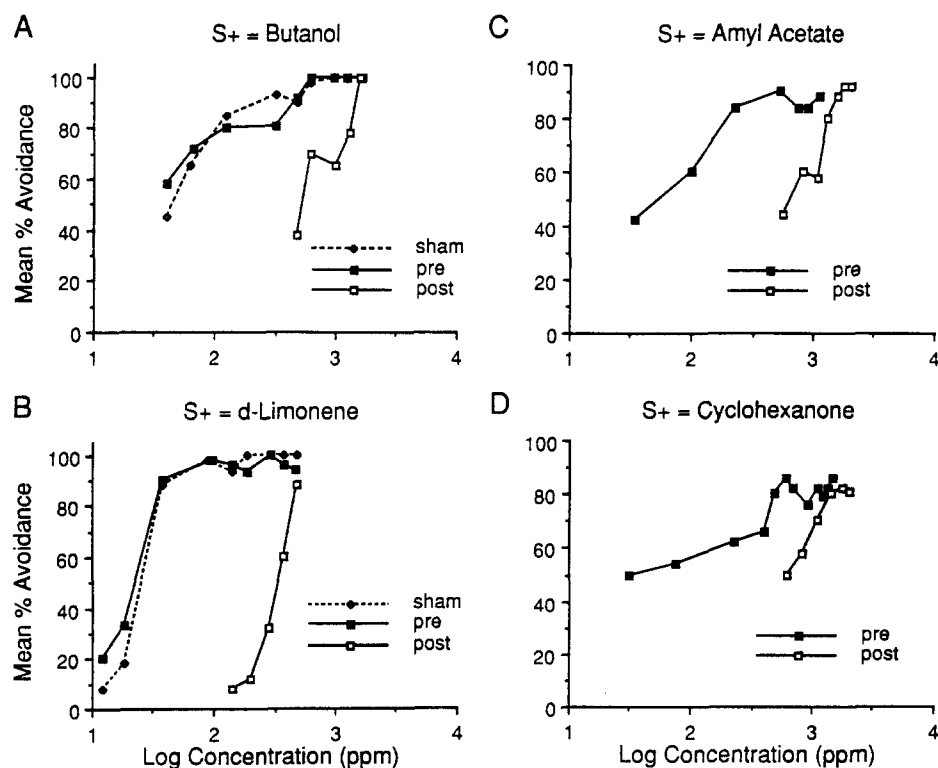 A
S+ = Butanol
Mean % Avoidance
100
80
60
40
20
0
1
2
3
4
sham
pre
post
B
S+ = d-Limonene
Mean % Avoidance
100
80
60
40
20
0
1
2
3
4
Log Concentration (ppm)
sham
pre
post
C
S+ = Amyl Acetate
100
80
60
40
20
0
1
2
3
4
pre
post
D
S+ = Cyclohexanone
100
80
60
40
20
0
1
2
3
4
Log Concentration (ppm)
pre
post